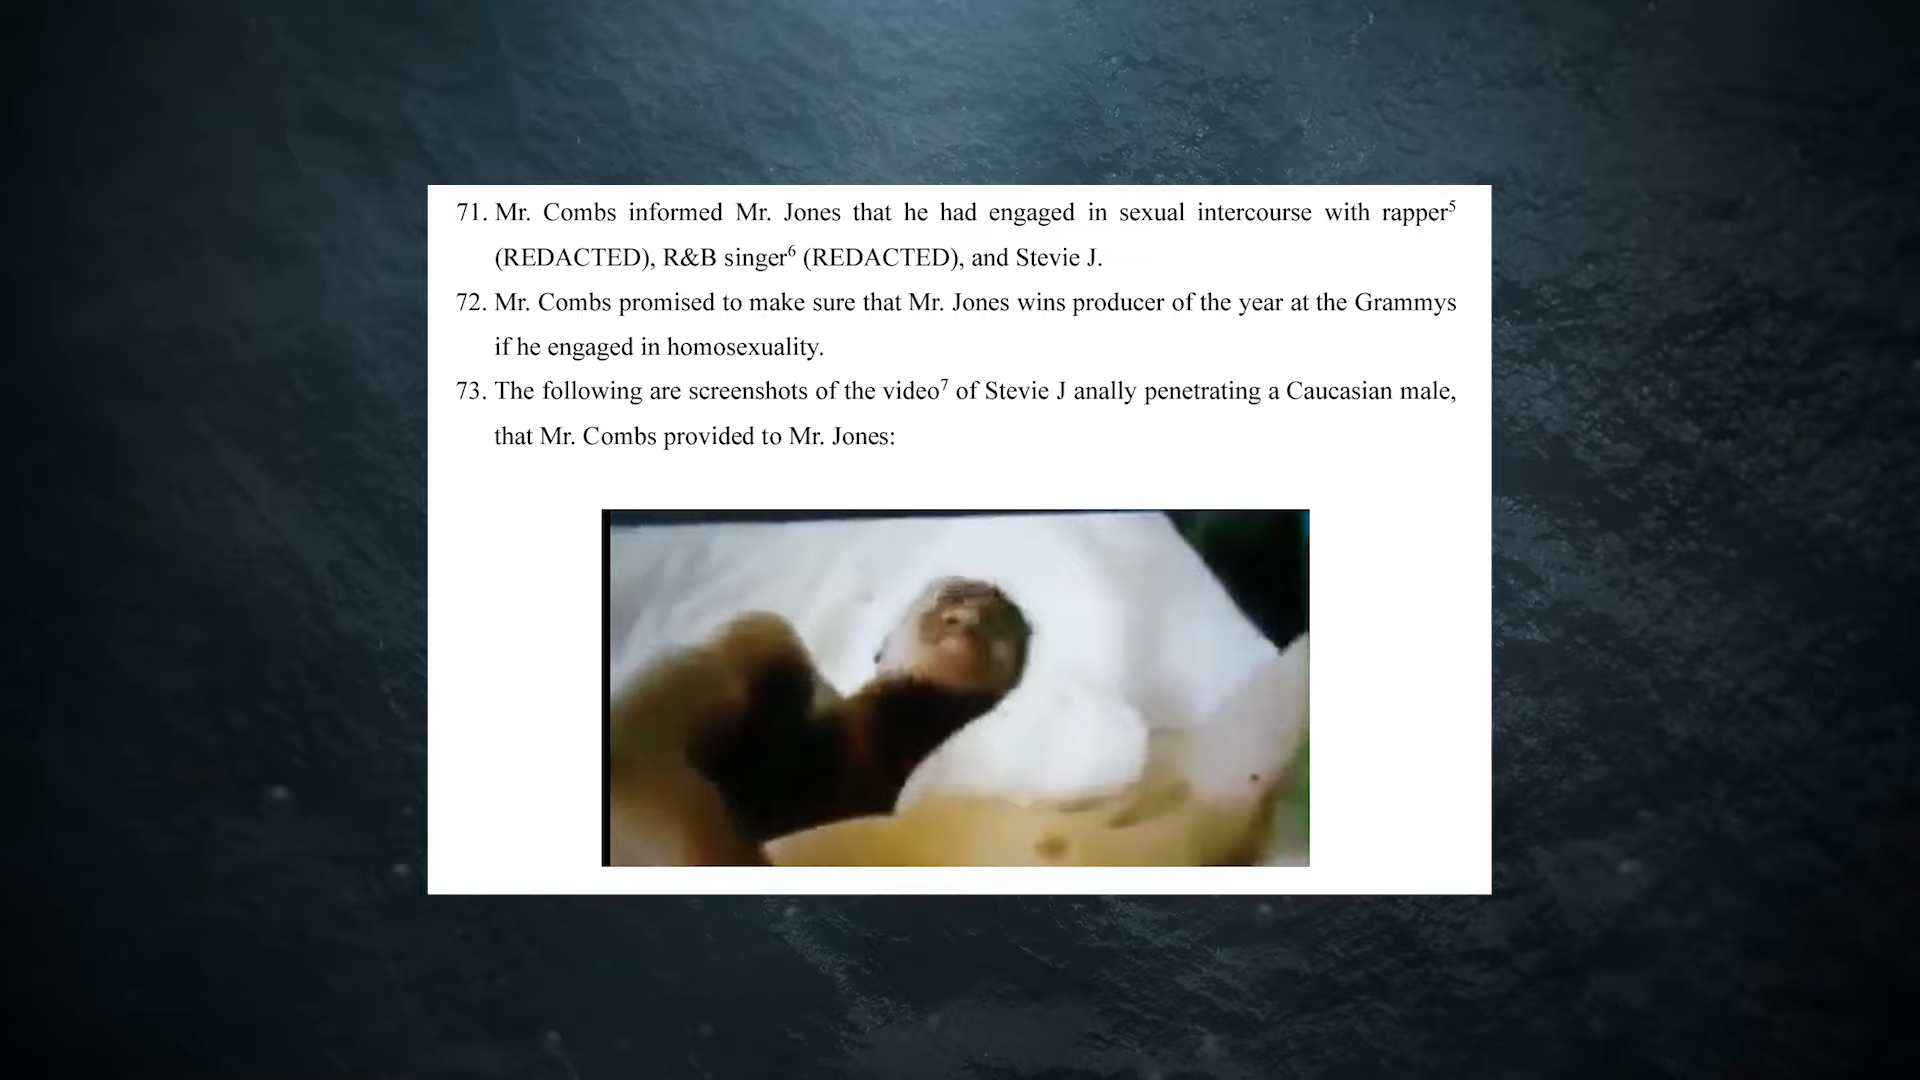 71. Mr. Combs informed Mr. Jones that he had engaged in sexual intercourse with rapper⁵
(REDACTED), R&B singer⁶ (REDACTED), and Stevie J.
72. Mr. Combs promised to make sure that Mr. Jones wins producer of the year at the Grammys
if he engaged in homosexuality.
73. The following are screenshots of the video⁷ of Stevie J anally penetrating a Caucasian male,
that Mr. Combs provided to Mr. Jones: